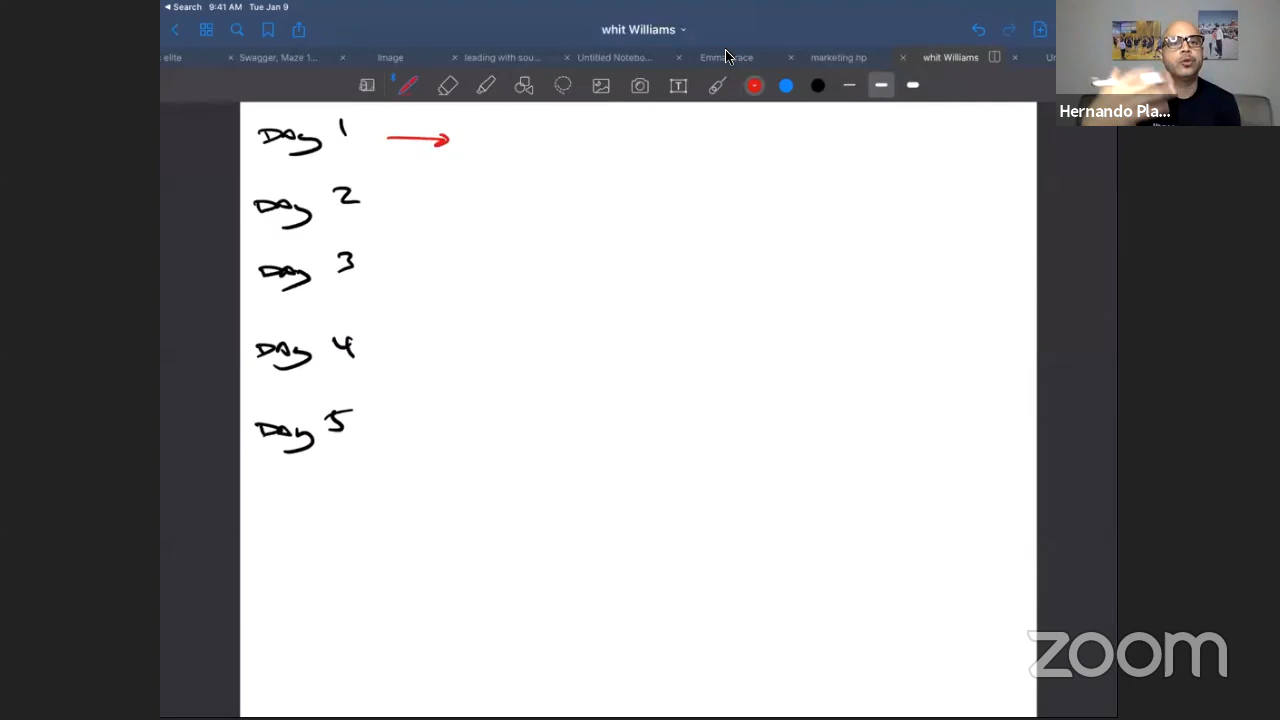 Search 9:41 AM Tue Jan 9
whit Williams
elite
Swagger, Maze 1...
Image
leading with sou...
Untitled Notebo...
marketing hp
whit Williams
Hernando Pla...
Day 1
Day 2
Day 3
Day 4
Day 5
zoom